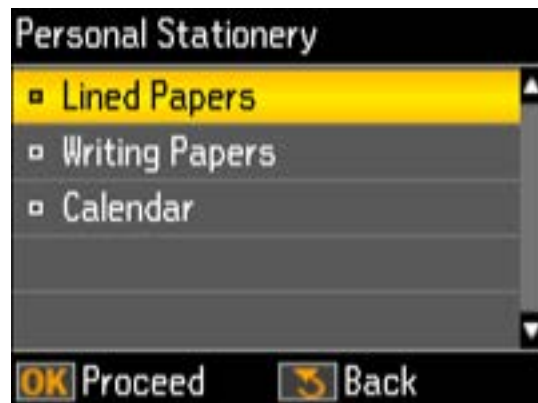 Personal Stationery
Lined Papers
Writing Papers
Calendar
OK Proceed Back